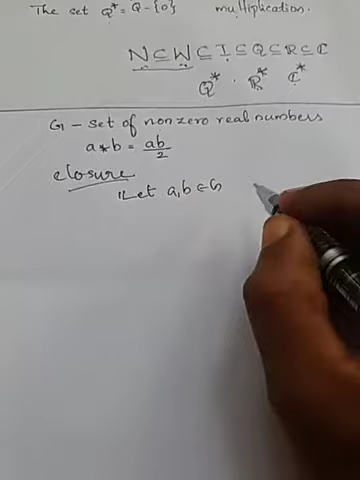 The set Q* = Q - {0} multiplication.
N ⊆ W ⊆ I ⊆ Q ⊆ R ⊆ C
Q* . R* C*
G - set of nonzero real numbers
a * b = ab/2
closure
Let a, b ∈ G